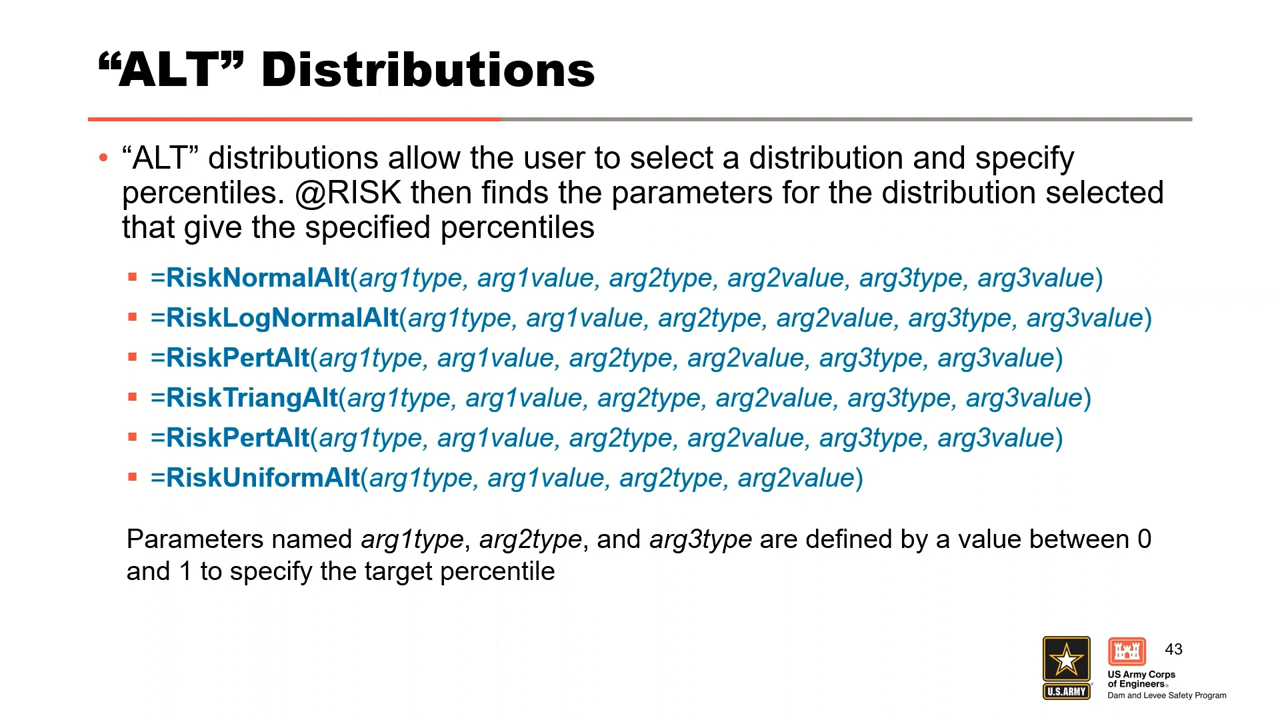 “ALT” Distributions
• “ALT” distributions allow the user to select a distribution and specify
percentiles. @RISK then finds the parameters for the distribution selected
that give the specified percentiles
▪ =RiskNormalAlt(arg1type, arg1value, arg2type, arg2value, arg3type, arg3value)
▪ =RiskLogNormalAlt(arg1type, arg1value, arg2type, arg2value, arg3type, arg3value)
▪ =RiskPertAlt(arg1type, arg1value, arg2type, arg2value, arg3type, arg3value)
▪ =RiskTriangAlt(arg1type, arg1value, arg2type, arg2value, arg3type, arg3value)
▪ =RiskPertAlt(arg1type, arg1value, arg2type, arg2value, arg3type, arg3value)
▪ =RiskUniformAlt(arg1type, arg1value, arg2type, arg2value)
Parameters named arg1type, arg2type, and arg3type are defined by a value between 0
and 1 to specify the target percentile
43
U.S.ARMY
US Army Corps
of Engineers®
Dam and Levee Safety Program